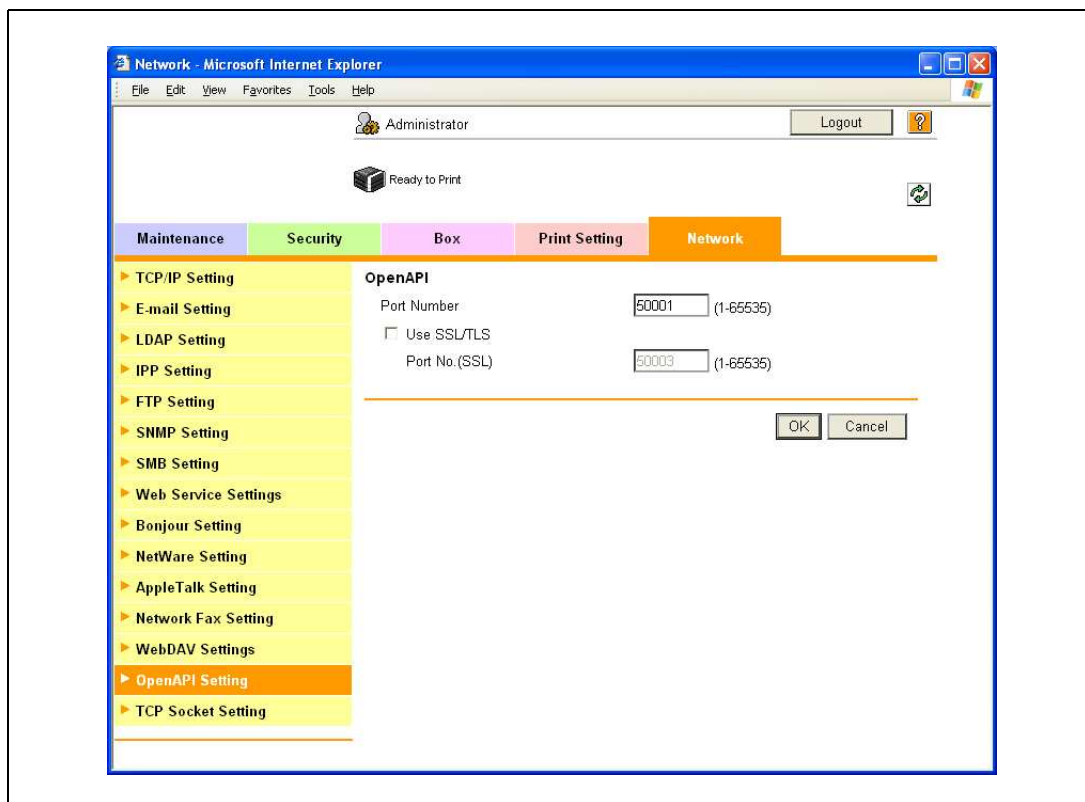 Network - Microsoft Internet Explorer
File Edit View Favorites Tools Help
Administrator
Logout
?
Ready to Print
Maintenance Security Box Print Setting Network
TCP/IP Setting
E-mail Setting
LDAP Setting
IPP Setting
FTP Setting
SNMP Setting
SMB Setting
Web Service Settings
Bonjour Setting
NetWare Setting
AppleTalk Setting
Network Fax Setting
WebDAV Settings
OpenAPI Setting
TCP Socket Setting
OpenAPI
Port Number 50001 (1-65535)
Use SSL/TLS
Port No.(SSL) 50003 (1-65535)
OK Cancel